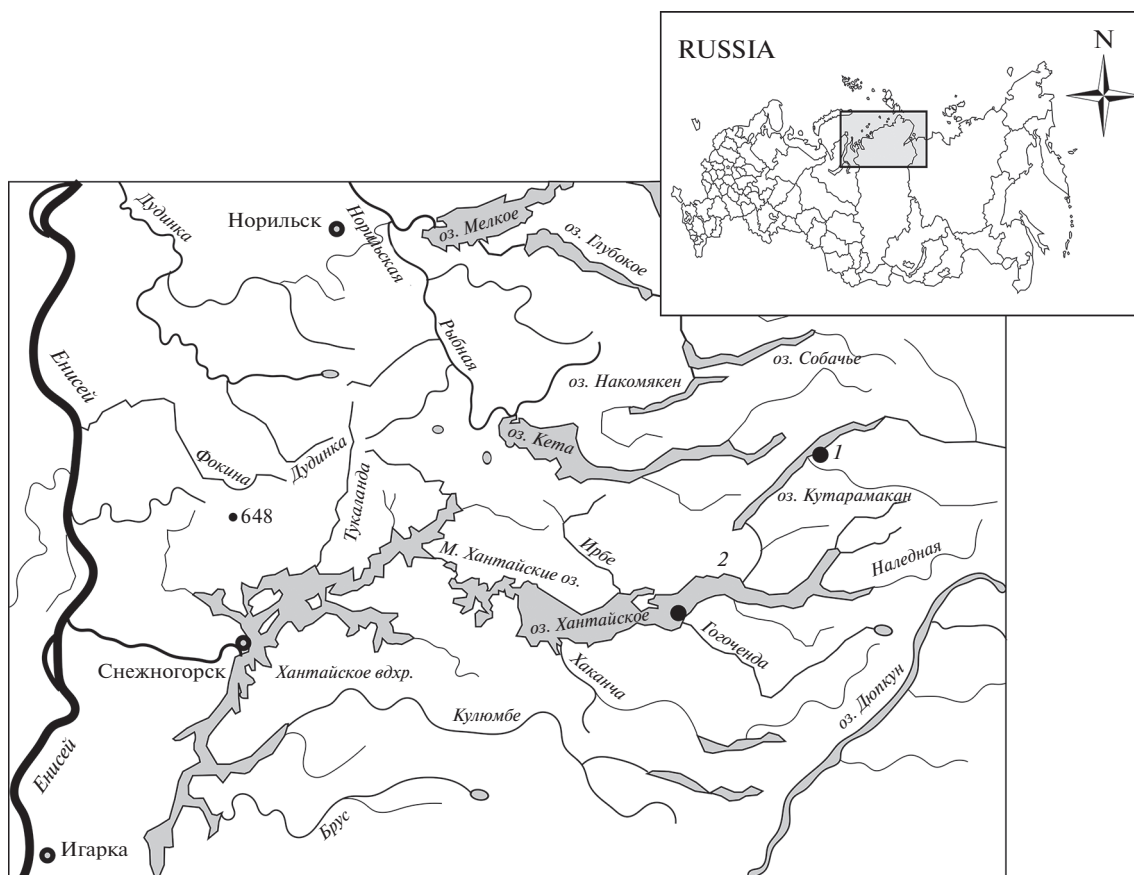 RUSSIA
N
Дудинка
Норильск
Норильская
оз. Мелкое
оз. Глубокое
Енисей
Рыбная
оз. Собачье
оз. Накомякен
оз. Кета
1
Фокина
Дудинка
оз. Кутарамакан
648
Тукаланда
Ирбе
2
Наледная
М. Хантайские оз.
оз. Хантайское
Гогоченда
Снежногорск
Хантайское вдхр.
Хаканча
оз. Дюпкун
Кулюмбе
Енисей
Брус
Игарка